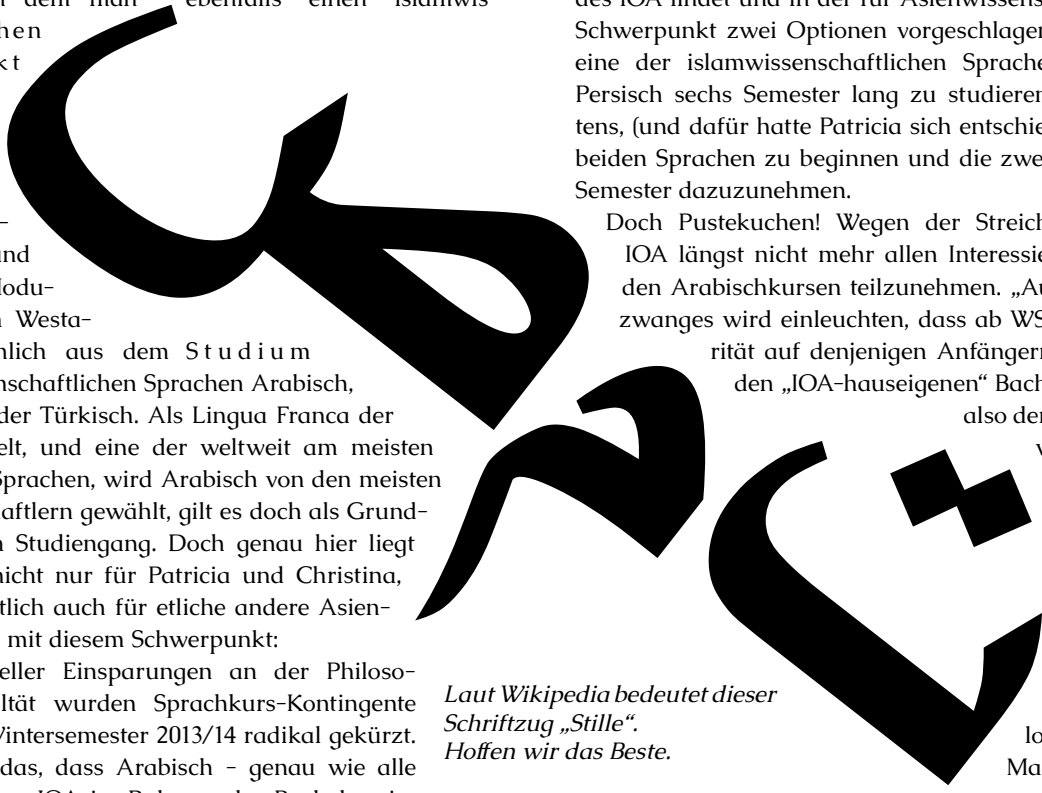 dem man ebenfalls einen islamwis
hen
kt
-
und
Modu-
n Westa-
hlich aus dem Studium
nschaftlichen Sprachen Arabisch,
der Türkisch. Als Lingua Franca der
elt, und eine der weltweit am meisten
Sprachen, wird Arabisch von den meisten
aftlern gewählt, gilt es doch als Grund-
n Studiengang. Doch genau hier liegt
nicht nur für Patricia und Christina,
tlich auch für etliche andere Asien-
mit diesem Schwerpunkt:
eller Einsparungen an der Philoso-
ltät wurden Sprachkurs-Kontingente
Wintersemester 2013/14 radikal gekürzt.
das, dass Arabisch - genau wie alle
ص م ت
Laut Wikipedia bedeutet dieser
Schriftzug „Stille“.
Hoffen wir das Beste.
des IOA findet und in der für Asienwissens
Schwerpunkt zwei Optionen vorgeschlagen
eine der islamwissenschaftlichen Sprache
Persisch sechs Semester lang zu studieren
tens, (und dafür hatte Patricia sich entschie
beiden Sprachen zu beginnen und die zwe
Semester dazuzunehmen.
Doch Pustekuchen! Wegen der Streich
IOA längst nicht mehr allen Interessie
den Arabischkursen teilzunehmen. „Au
zwanges wird einleuchten, dass ab WS
rität auf denjenigen Anfängern
den „IOA-hauseigenen“ Bach
also der
lo
Ma